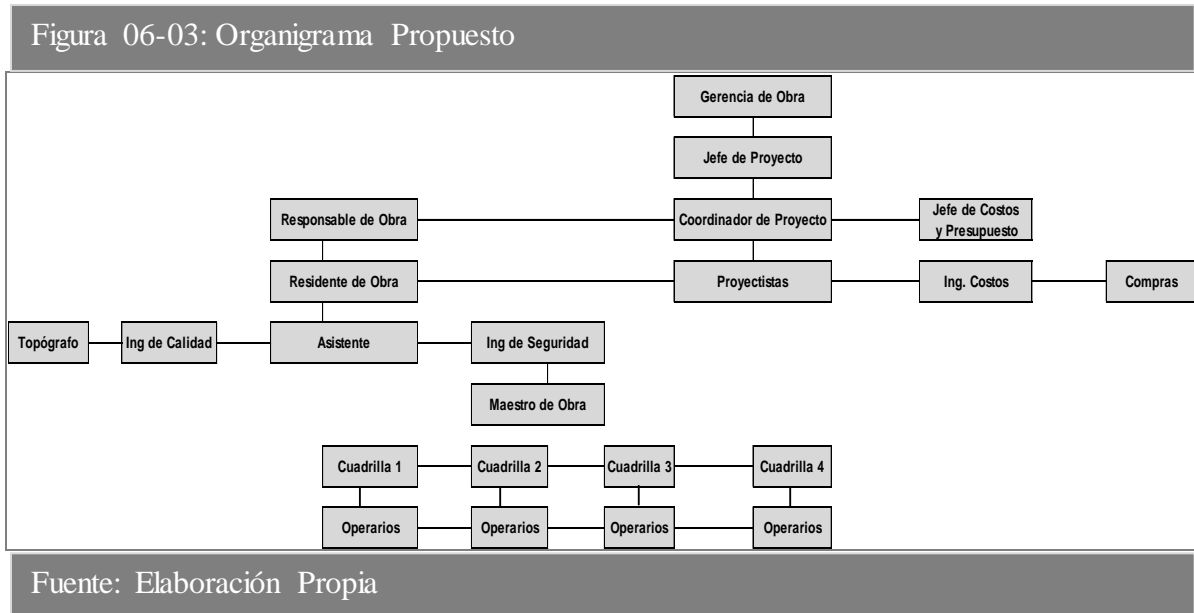 Figura 06-03: Organigrama Propuesto
Gerencia de Obra
Jefe de Proyecto
Responsable de Obra
Coordinador de Proyecto
Jefe de Costos
y Presupuesto
Residente de Obra
Proyectistas
Ing. Costos
Compras
Topógrafo
Ing de Calidad
Asistente
Ing de Seguridad
Maestro de Obra
Cuadrilla 1
Cuadrilla 2
Cuadrilla 3
Cuadrilla 4
Operarios
Operarios
Operarios
Operarios
Fuente: Elaboración Propia